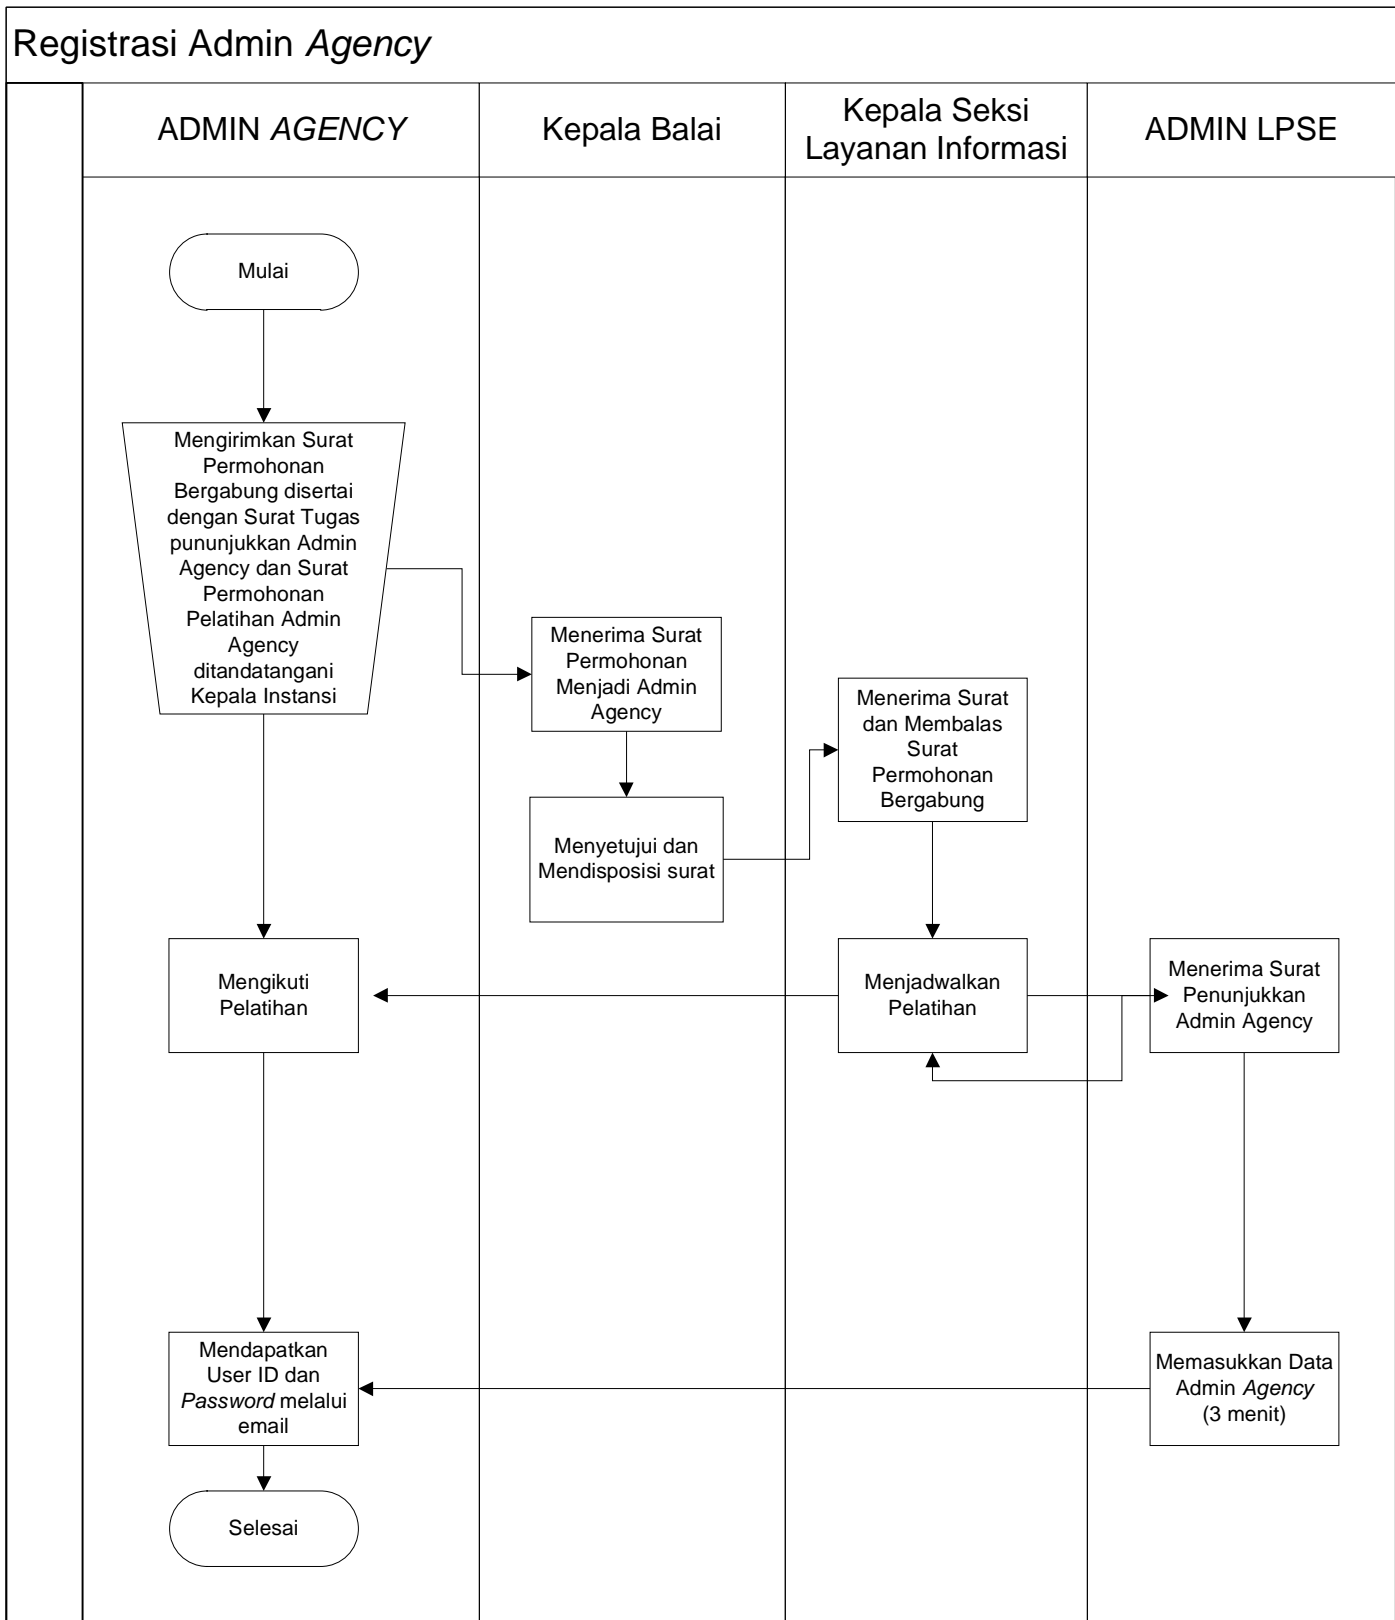 Registrasi Admin Agency
ADMIN AGENCY
Kepala Balai
Kepala Seksi
Layanan Informasi
ADMIN LPSE
Mulai
Mengirimkan Surat
Permohonan
Bergabung disertai
dengan Surat Tugas
pununjukkan Admin
Agency dan Surat
Permohonan
Pelatihan Admin
Agency
ditandatangani
Kepala Instansi
Menerima Surat
Permohonan
Menjadi Admin
Agency
Menyetujui dan
Mendisposisi surat
Menerima Surat
dan Membalas
Surat
Permohonan
Bergabung
Mengikuti
Pelatihan
Menjadwalkan
Pelatihan
Menerima Surat
Penunjukkan
Admin Agency
Mendapatkan
User ID dan
Password melalui
email
Memasukkan Data
Admin Agency
(3 menit)
Selesai